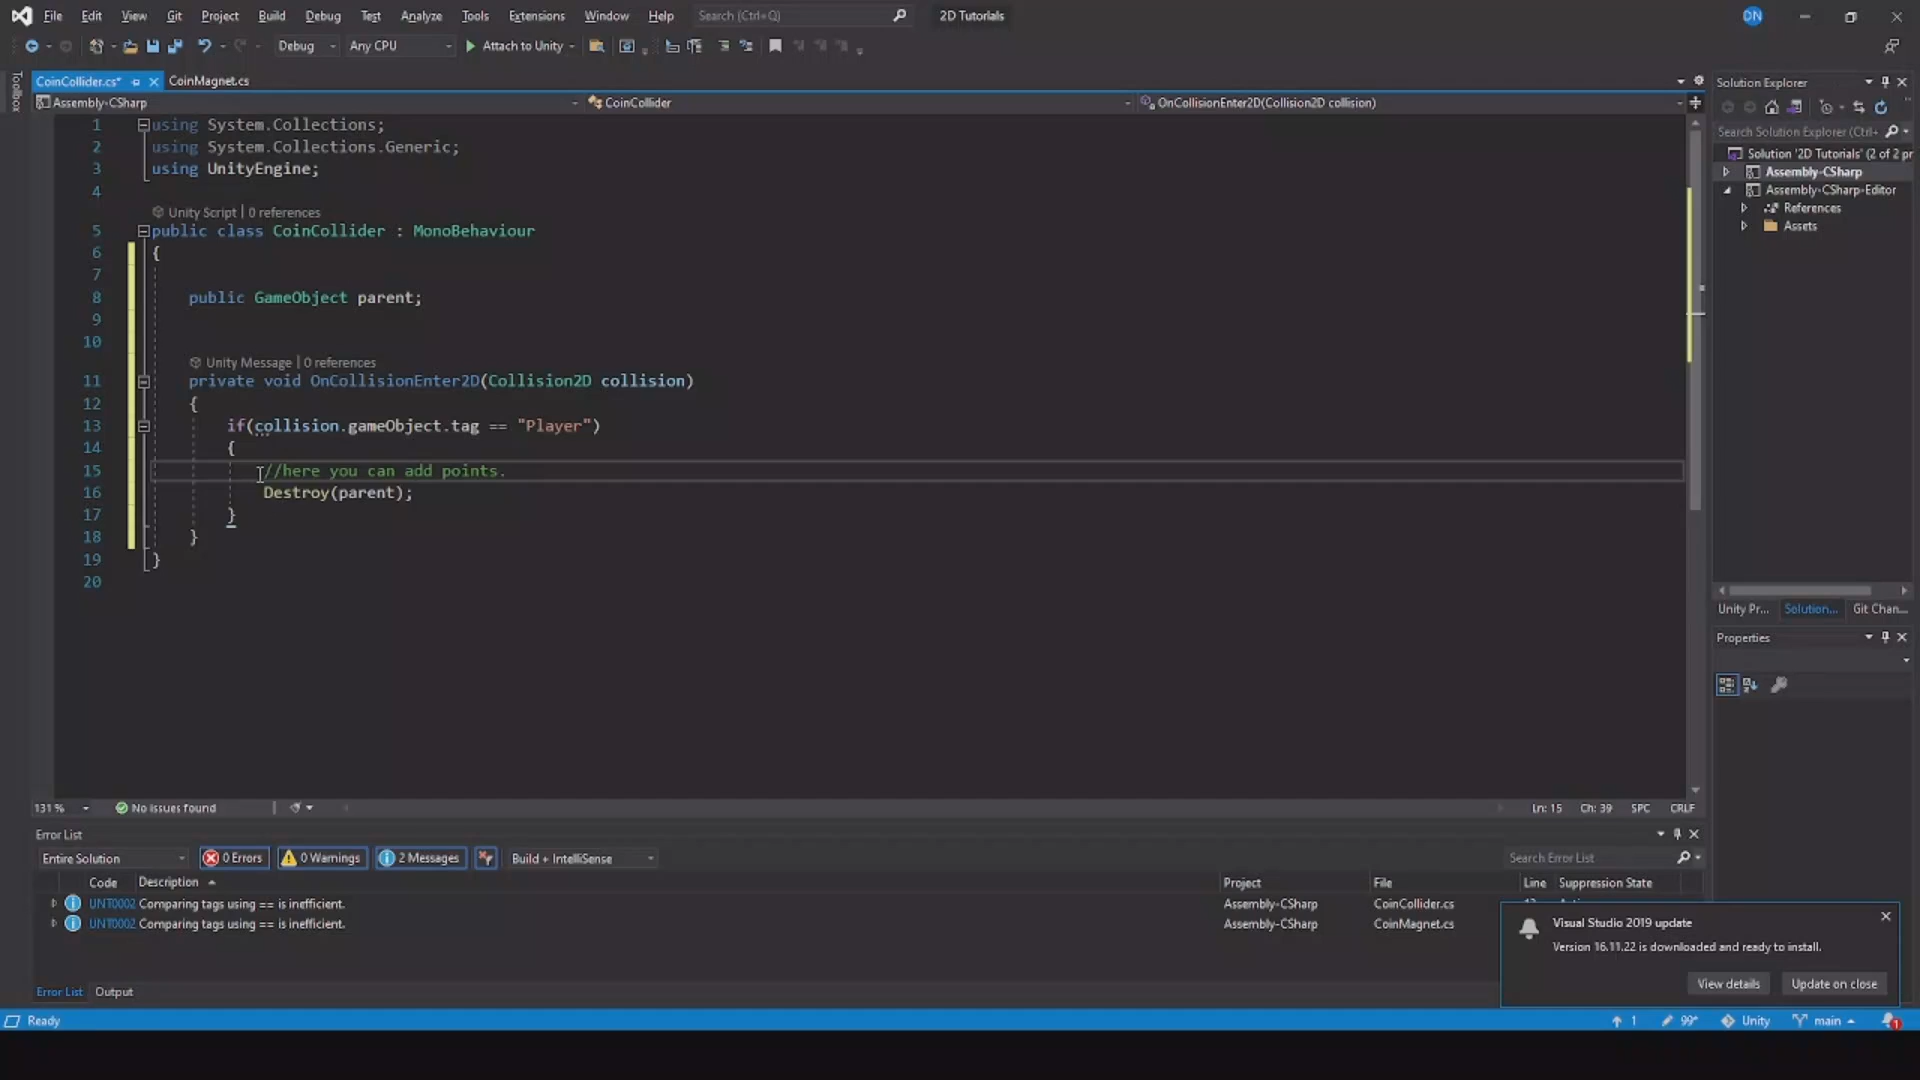 File Edit View Git Project Build Debug Test Analyze Tools Extensions Window Help Search (Ctrl+Q) 2D Tutorials DN
Debug Any CPU Attach to Unity
Toolbox
CoinCollider.cs* CoinMagnet.cs
Assembly-CSharp CoinCollider OnCollisionEnter2D(Collision2D collision)
1 using System.Collections;
2 using System.Collections.Generic;
3 using UnityEngine;
4
Unity Script | 0 references
5 public class CoinCollider : MonoBehaviour
6 {
7
8 public GameObject parent;
9
10
Unity Message | 0 references
11 private void OnCollisionEnter2D(Collision2D collision)
12 {
13 if(collision.gameObject.tag == "Player")
14 {
15 //here you can add points.
16 Destroy(parent);
17 }
18 }
19 }
20
131 % No issues found Ln: 15 Ch: 39 SPC CRLF
Solution Explorer
Search Solution Explorer (Ctrl+
Solution '2D Tutorials' (2 of 2 pr
Assembly-CSharp
Assembly-CSharp-Editor
References
Assets
Unity Pr... Solution... Git Chan...
Properties
Error List
Entire Solution 0 Errors 0 Warnings 2 Messages Build + IntelliSense Search Error List
Code Description Project File Line Suppression State
UNT0002 Comparing tags using == is inefficient. Assembly-CSharp CoinCollider.cs
UNT0002 Comparing tags using == is inefficient. Assembly-CSharp CoinMagnet.cs
Visual Studio 2019 update
Version 16.11.22 is downloaded and ready to install.
View details Update on close
Error List Output
Ready 1 99+ Unity main 1